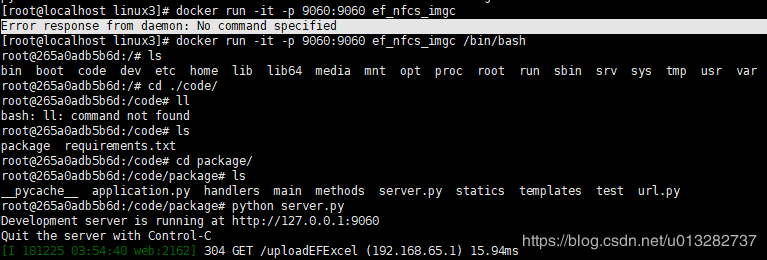 [root@localhost linux3]# docker run -it -p 9060:9060 ef_nfcs_imgc
Error response from daemon: No command specified
[root@localhost linux3]# docker run -it -p 9060:9060 ef_nfcs_imgc /bin/bash
root@265a0adb5b6d:/# ls
bin boot code dev etc home lib lib64 media mnt opt proc root run sbin srv sys tmp usr var
root@265a0adb5b6d:/# cd ./code/
root@265a0adb5b6d:/code# ll
bash: ll: command not found
root@265a0adb5b6d:/code# ls
package requirements.txt
root@265a0adb5b6d:/code# cd package/
root@265a0adb5b6d:/code/package# ls
__pycache__ application.py handlers main methods server.py statics templates test url.py
root@265a0adb5b6d:/code/package# python server.py
Development server is running at http://127.0.0.1:9060
Quit the server with Control-C
[I 181225 03:54:40 web:2162] 304 GET /uploadEFExcel (192.168.65.1) 15.94ms
https://blog.csdn.net/u013282737